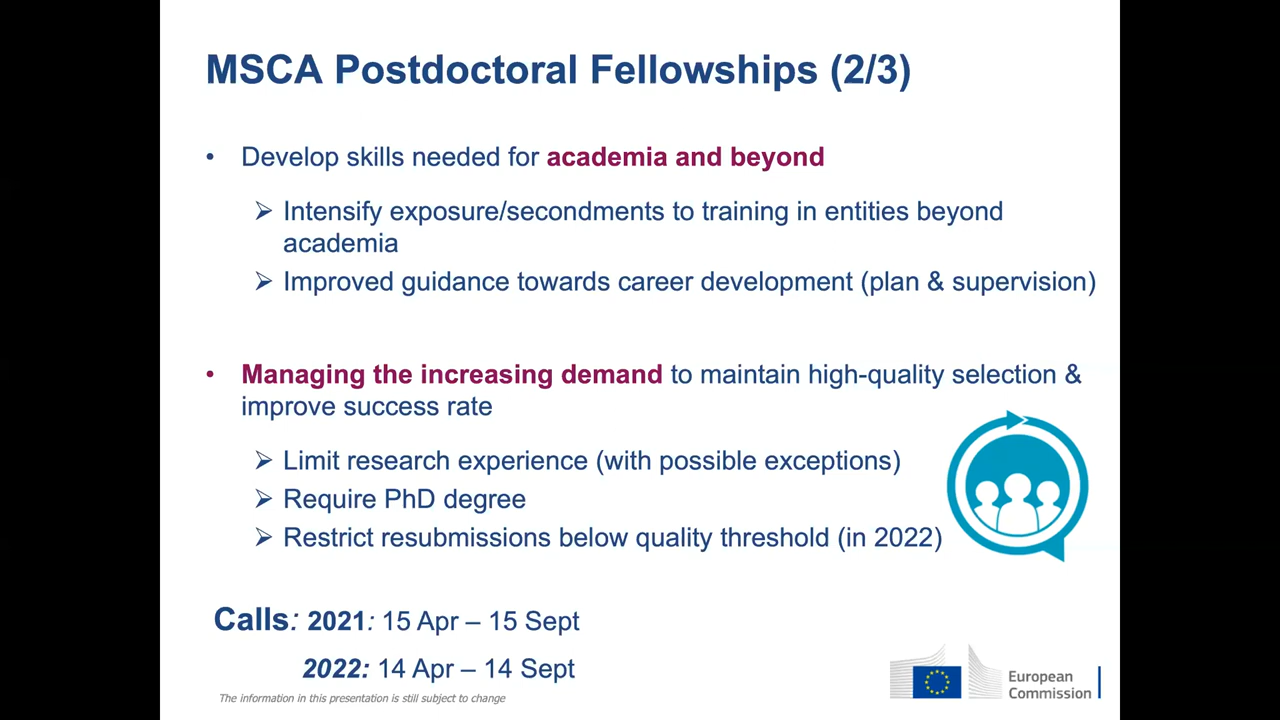 MSCA Postdoctoral Fellowships (2/3)
• Develop skills needed for academia and beyond
➢ Intensify exposure/secondments to training in entities beyond
academia
➢ Improved guidance towards career development (plan & supervision)
• Managing the increasing demand to maintain high-quality selection &
improve success rate
➢ Limit research experience (with possible exceptions)
➢ Require PhD degree
➢ Restrict resubmissions below quality threshold (in 2022)
Calls: 2021: 15 Apr – 15 Sept
2022: 14 Apr – 14 Sept
The information in this presentation is still subject to change
European
Commission